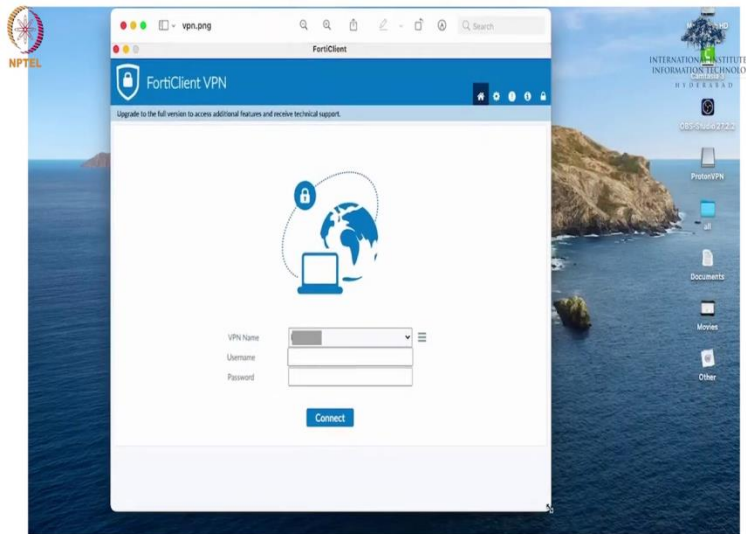 NPTEL
vpn.png
Search
FortiClient
FortiClient VPN
Upgrade to the full version to access additional features and receive technical support.
VPN Name
Username
Password
Connect
INTERNATIONAL INSTITUTE
INFORMATION TECHNOLO
HYDERABAD
ProtonVPN
all
Documents
Movies
Other